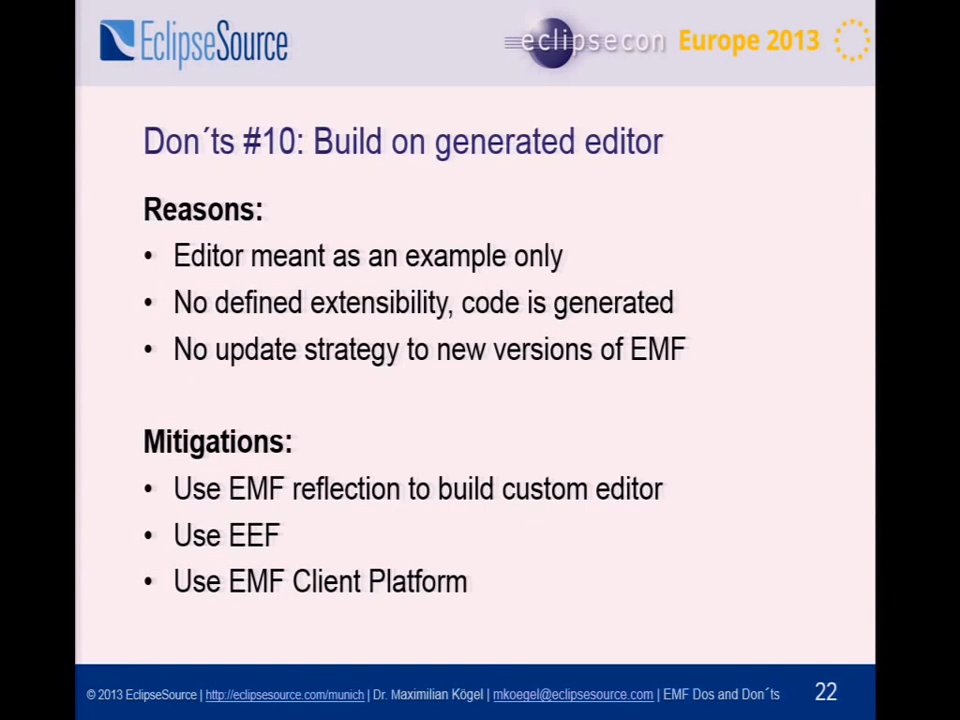 EclipseSource
eclipsecon Europe 2013
Don´ts #10: Build on generated editor
Reasons:
• Editor meant as an example only
• No defined extensibility, code is generated
• No update strategy to new versions of EMF
Mitigations:
• Use EMF reflection to build custom editor
• Use EEF
• Use EMF Client Platform
© 2013 EclipseSource | http://eclipsesource.com/munich | Dr. Maximilian Kögel | mkoegel@eclipsesource.com | EMF Dos and Don´ts 22